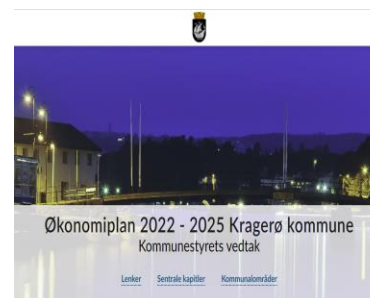 Økonomiplan 2022 - 2025 Kragerø kommune
Kommunestyrets vedtak
Lenker Sentrale kapitler Kommunalområder